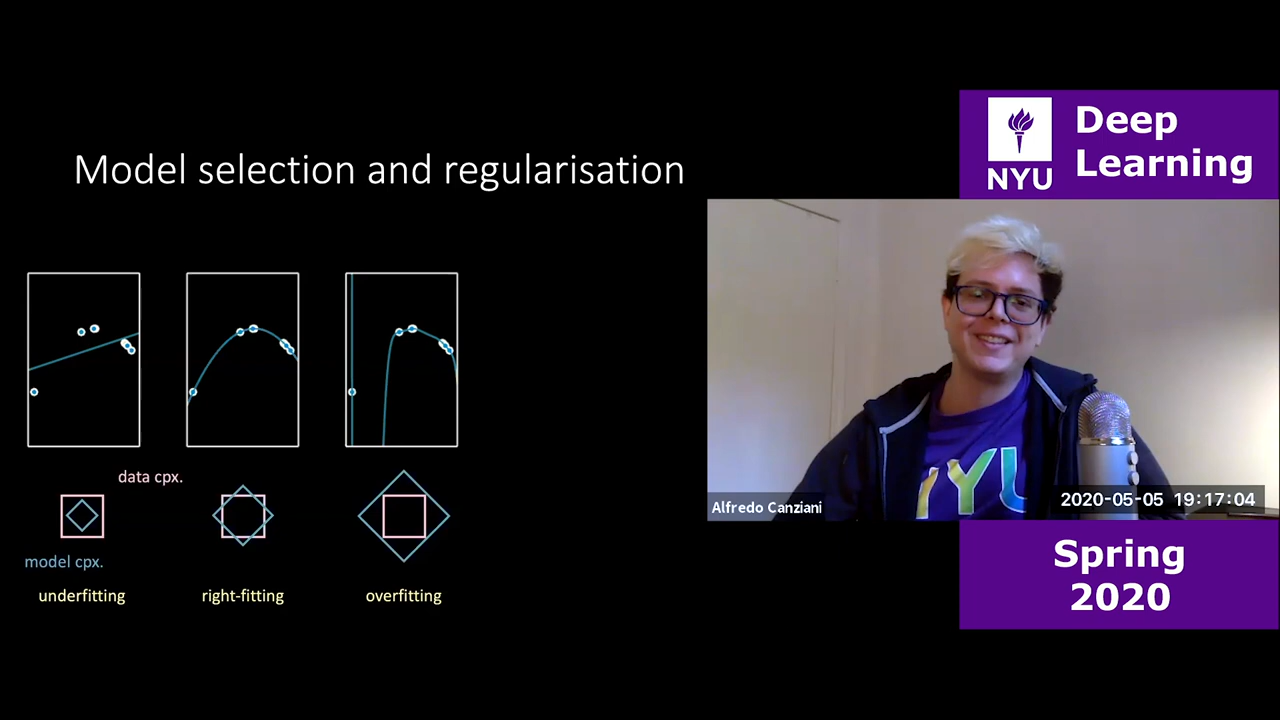 Model selection and regularisation
data cpx.
model cpx.
underfitting
right-fitting
overfitting
NYU
Deep
Learning
NYU
Alfredo Canziani
2020-05-05 19:17:04
Spring
2020